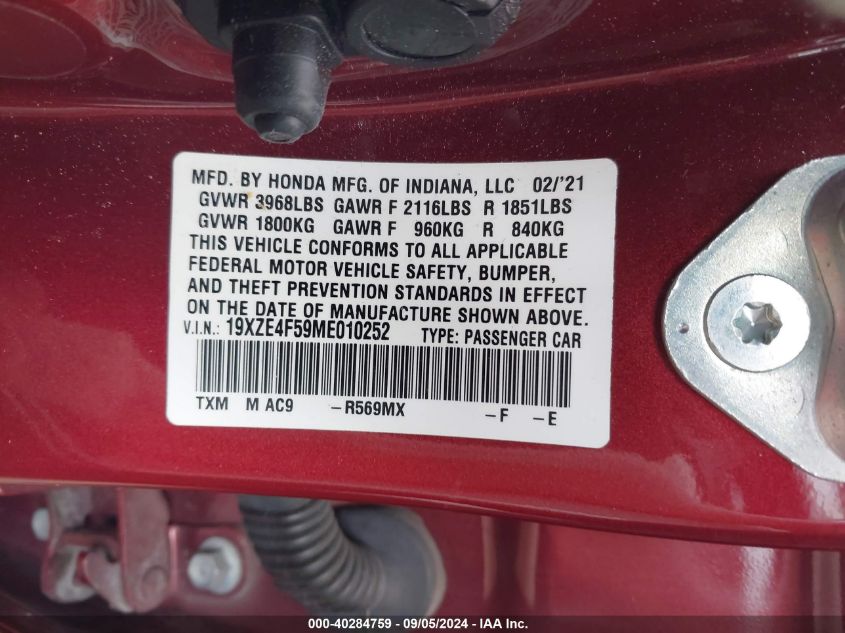 MFD. BY HONDA MFG. OF INDIANA, LLC 02/'21
GVWR 3968LBS GAWR F 2116LBS R 1851LBS
GVWR 1800KG GAWR F 960KG R 840KG
THIS VEHICLE CONFORMS TO ALL APPLICABLE
FEDERAL MOTOR VEHICLE SAFETY, BUMPER,
AND THEFT PREVENTION STANDARDS IN EFFECT
ON THE DATE OF MANUFACTURE SHOWN ABOVE.
V.I.N.: 19XZE4F59ME010252 TYPE: PASSENGER CAR
TXM M AC9 -R569MX -F -E
000-40284759 - 09/05/2024 - IAA Inc.